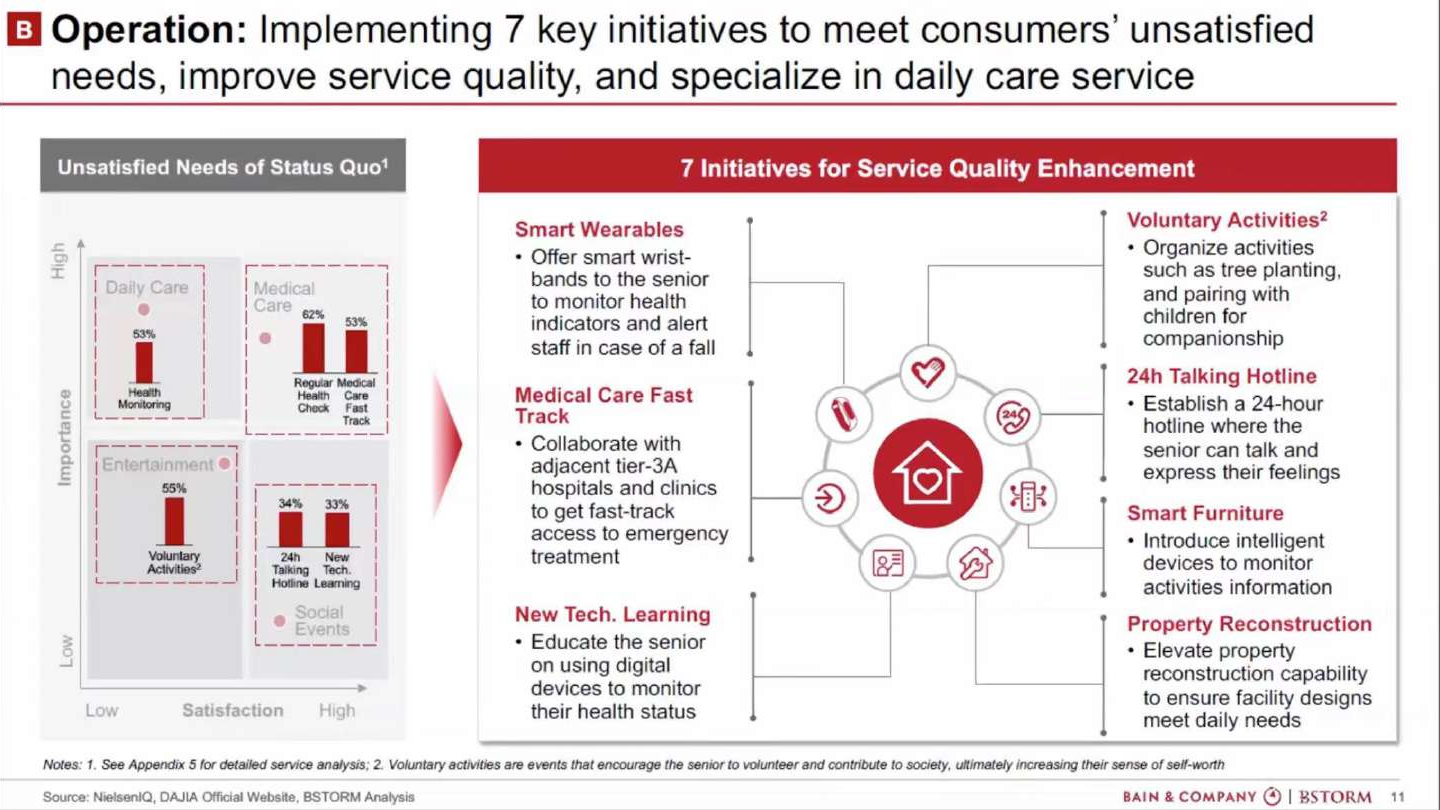 B Operation: Implementing 7 key initiatives to meet consumers' unsatisfied
needs, improve service quality, and specialize in daily care service
Unsatisfied Needs of Status Quo¹
High
Importance
Low
Daily Care
53%
Health
Monitoring
Medical
Care
62%
53%
Regular
Health
Check
Medical
Care
Fast
Track
Entertainment
55%
Voluntary
Activities²
34%
33%
24h
Talking
Hotline
New
Tech.
Learning
Social
Events
Low
Satisfaction
High
7 Initiatives for Service Quality Enhancement
Smart Wearables
• Offer smart wrist-
bands to the senior
to monitor health
indicators and alert
staff in case of a fall
Medical Care Fast
Track
• Collaborate with
adjacent tier-3A
hospitals and clinics
to get fast-track
access to emergency
treatment
New Tech. Learning
• Educate the senior
on using digital
devices to monitor
their health status
24
Voluntary Activities²
• Organize activities
such as tree planting,
and pairing with
children for
companionship
24h Talking Hotline
• Establish a 24-hour
hotline where the
senior can talk and
express their feelings
Smart Furniture
• Introduce intelligent
devices to monitor
activities information
Property Reconstruction
• Elevate property
reconstruction capability
to ensure facility designs
meet daily needs
Notes: 1. See Appendix 5 for detailed service analysis; 2. Voluntary activities are events that encourage the senior to volunteer and contribute to society, ultimately increasing their sense of self-worth
Source: NielsenIQ, DAJIA Official Website, BSTORM Analysis
BAIN & COMPANY | BSTORM 11